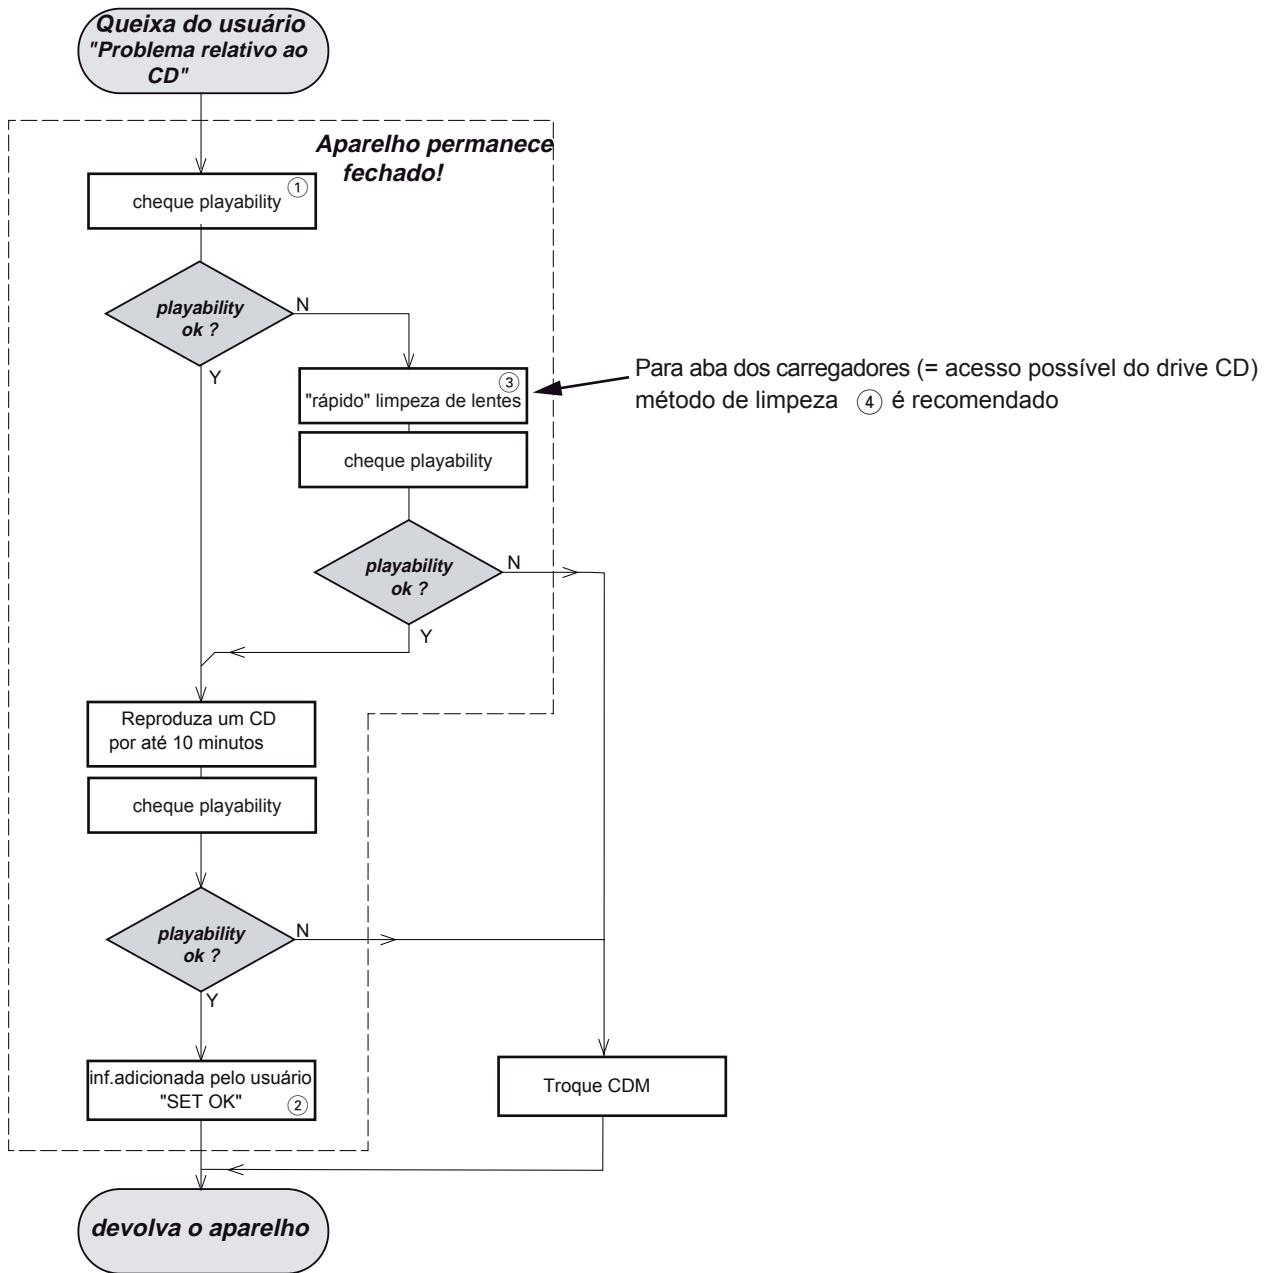 Queixa do usuário
"Problema relativo ao
CD"
Aparelho permanece
fechado!
cheque playability ①
playability
ok ?
N
Y
③
"rápido" limpeza de lentes
Para aba dos carregadores (= acesso possível do drive CD)
método de limpeza ④ é recomendado
cheque playability
playability
ok ?
N
Y
Reproduza um CD
por até 10 minutos
cheque playability
playability
ok ?
N
Y
inf.adicionada pelo usuário
"SET OK" ②
Troque CDM
devolva o aparelho